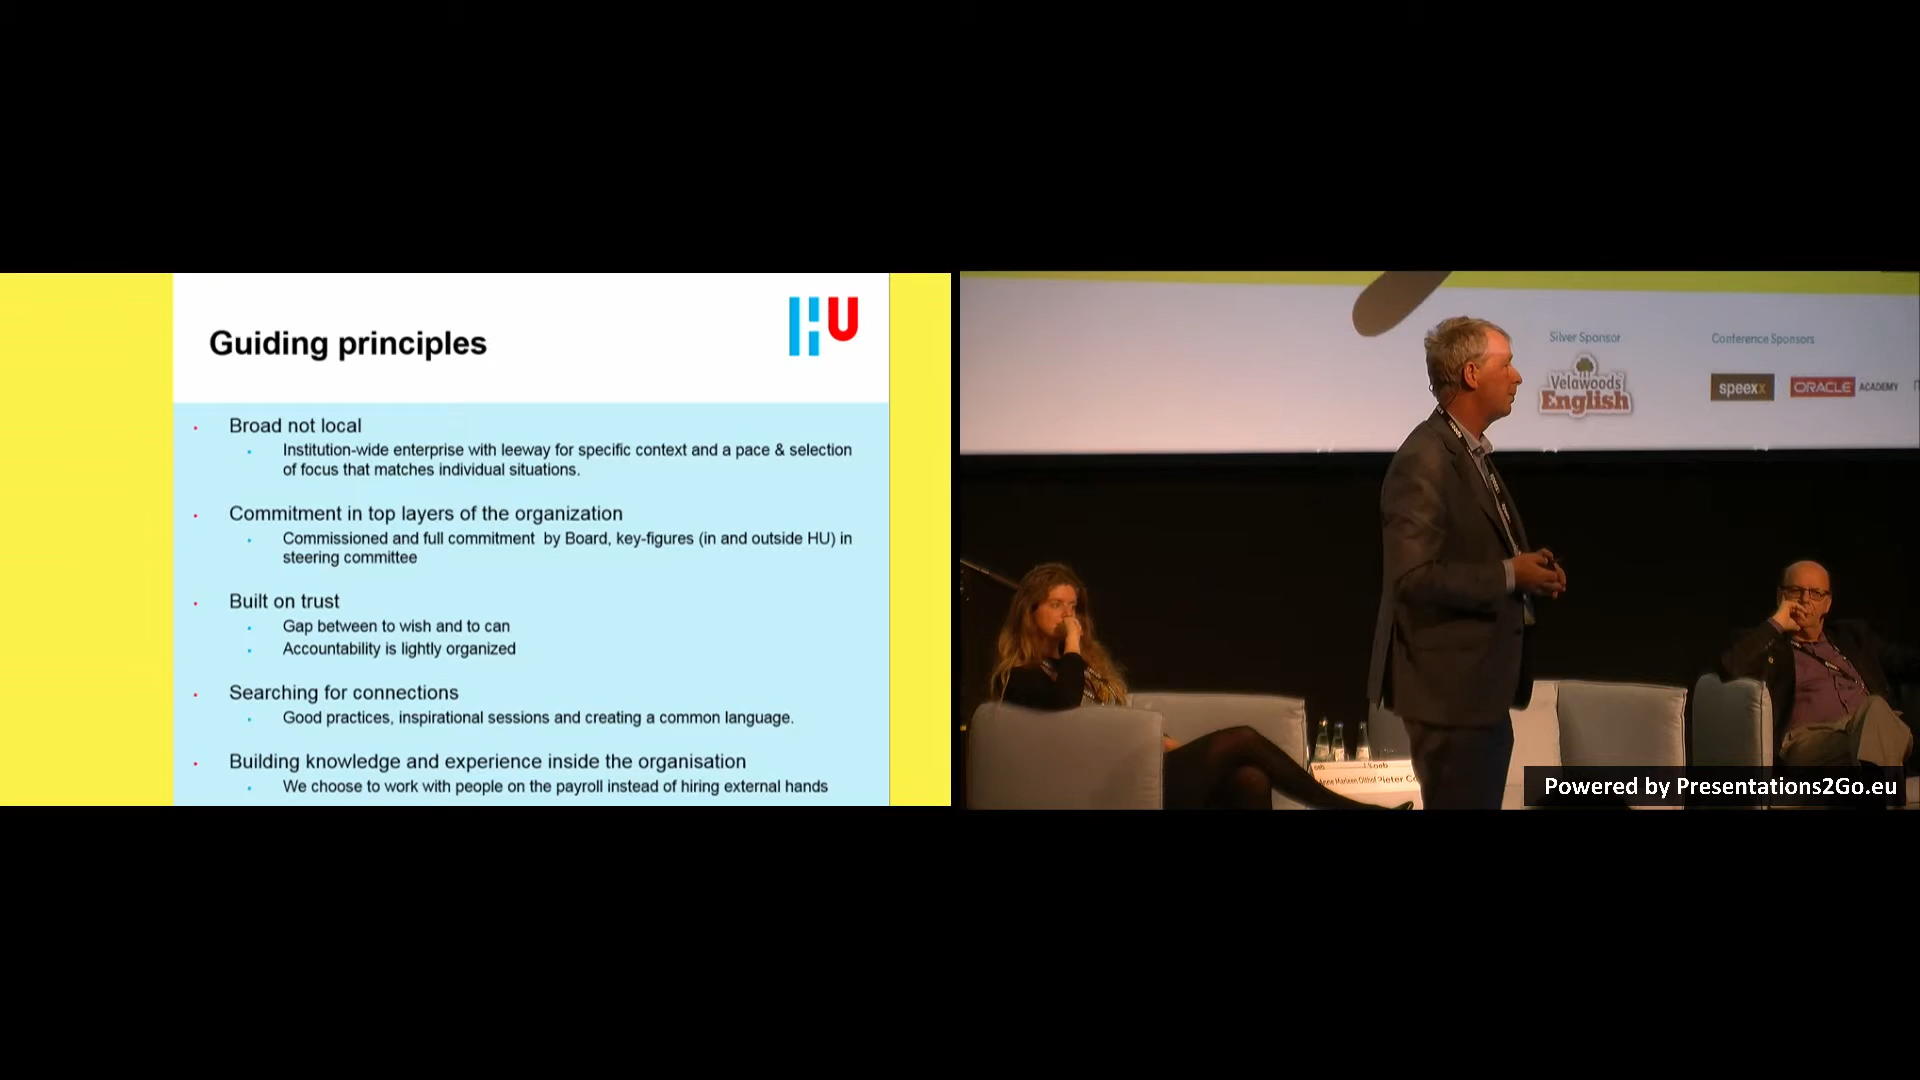 HU
Guiding principles
Broad not local
Institution-wide enterprise with leeway for specific context and a pace & selection
of focus that matches individual situations.
Commitment in top layers of the organization
Commissioned and full commitment by Board, key-figures (in and outside HU) in
steering committee
Built on trust
Gap between to wish and to can
Accountability is lightly organized
Searching for connections
Good practices, inspirational sessions and creating a common language.
Building knowledge and experience inside the organisation
We choose to work with people on the payroll instead of hiring external hands
Silver Sponsor
Conference Sponsors
Velawoods
English
speexx
ORACLE ACADEMY
Pieter
Powered by Presentations2Go.eu